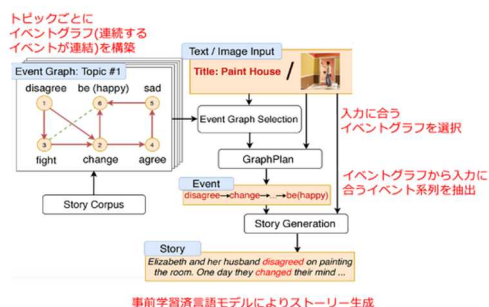 トピックごとに
イベントグラフ(連続する
イベントが連結)を構築
Text / Image Input
Title: Paint House /
Event Graph: Topic #1
disagree be (happy) sad
1 6 5
3 2 4
fight change agree
Event Graph Selection
入力に合う
イベントグラフを選択
GraphPlan
Story Corpus
Event
disagree→change→...→be(happy)
イベントグラフから入力に
合うイベント系列を抽出
Story Generation
Story
Elizabeth and her husband disagreed on painting
the room. One day they changed their mind ...
事前学習済言語モデルによりストーリー生成